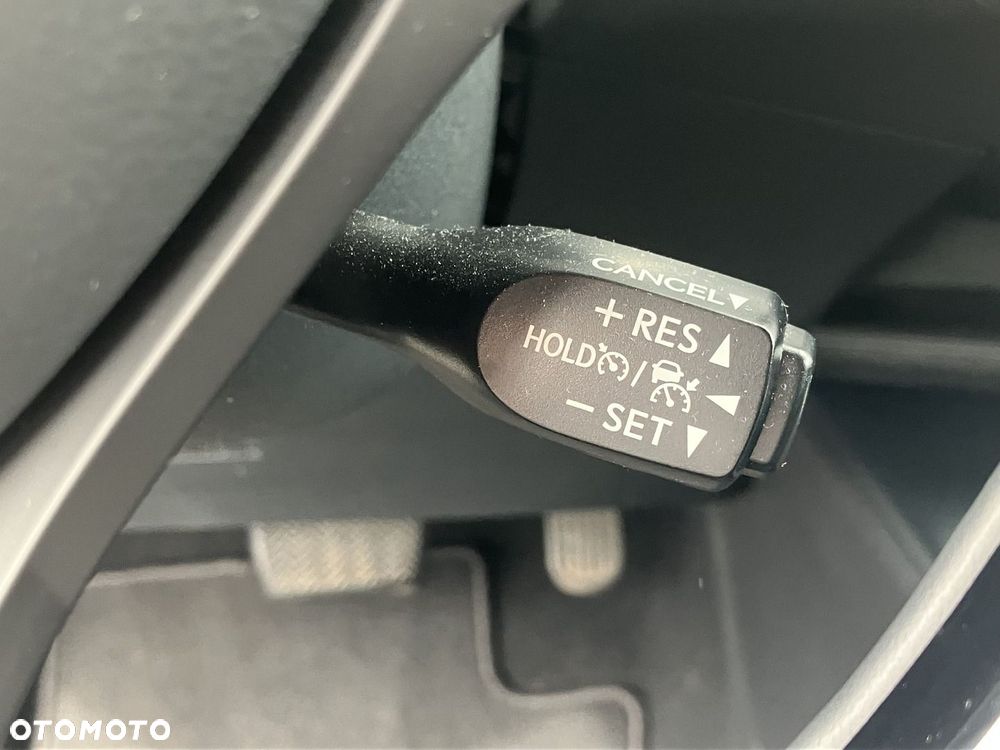 CANCEL▼
+ RES ▲
HOLD / ◀
− SET ▼
OTOMOTO